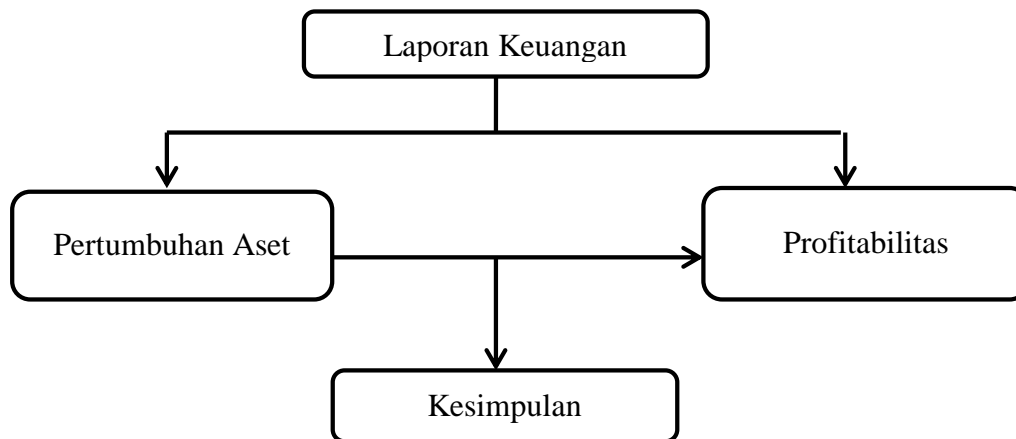 Laporan Keuangan
Pertumbuhan Aset
Profitabilitas
Kesimpulan